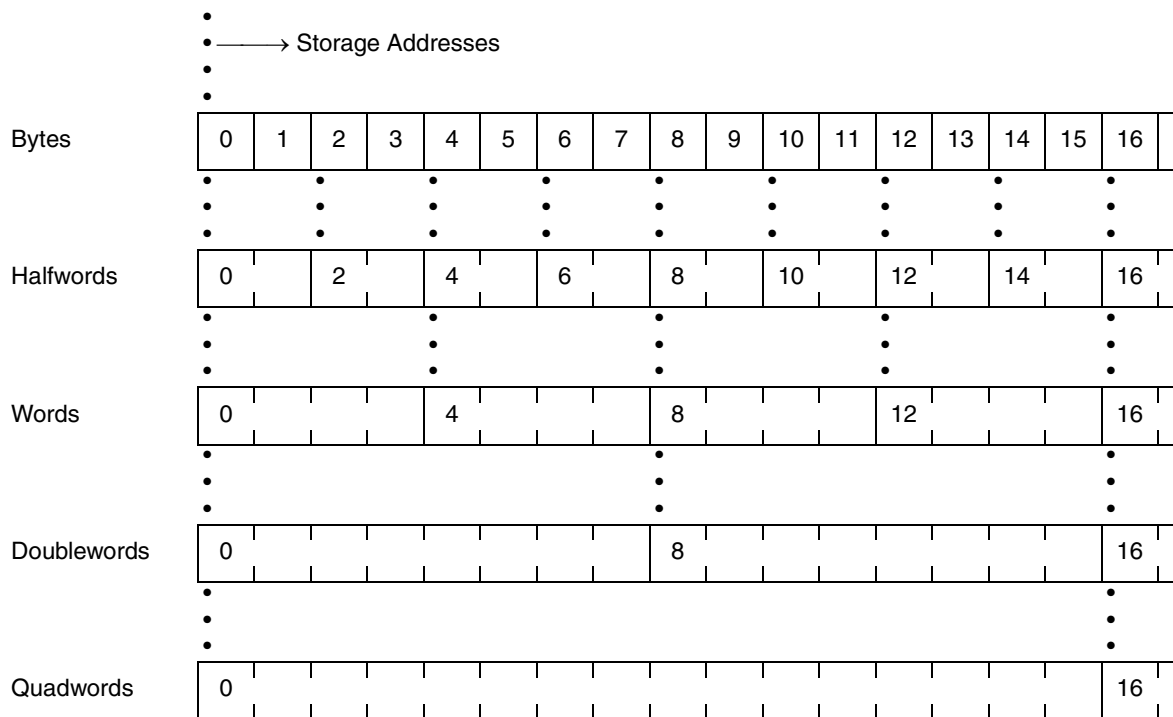 Storage Addresses
Bytes 0 1 2 3 4 5 6 7 8 9 10 11 12 13 14 15 16
Halfwords 0 2 4 6 8 10 12 14 16
Words 0 4 8 12 16
Doublewords 0 8 16
Quadwords 0 16